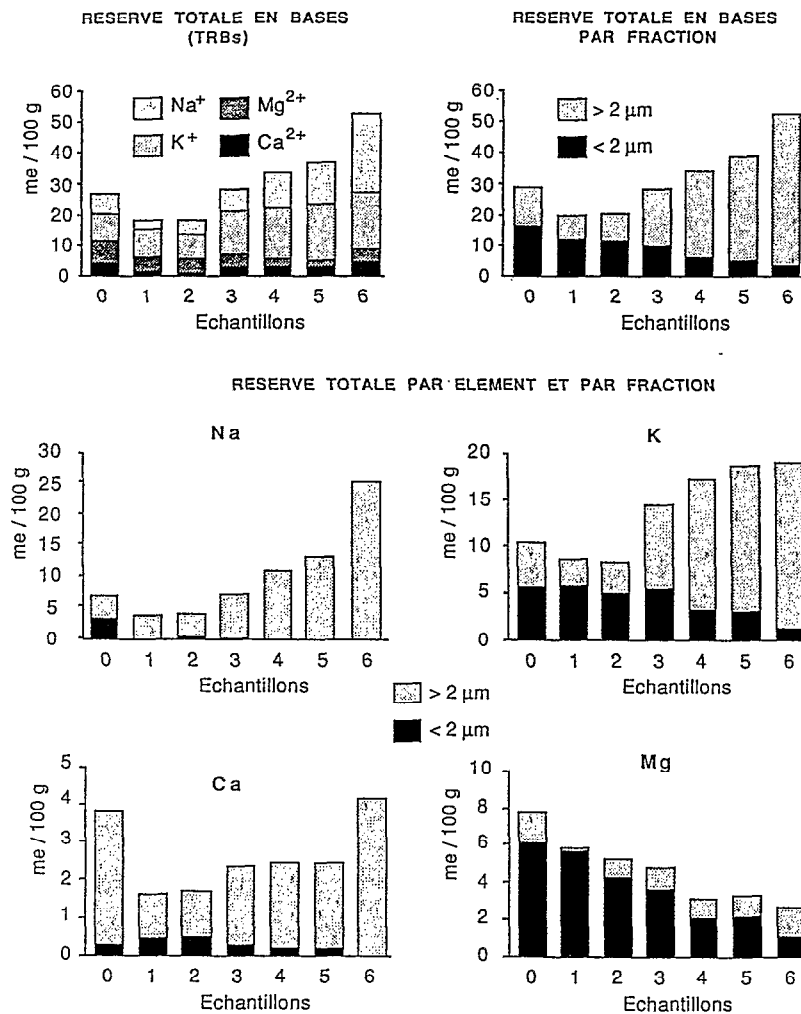 RESERVE TOTALE EN BASES
(TRBs)
60
50
40
30
20
10
0
me / 100 g
Na+
Mg2+
K+
Ca2+
0 1 2 3 4 5 6
Echantillons
RESERVE TOTALE EN BASES
PAR FRACTION
60
50
40
30
20
10
0
me / 100 g
> 2 µm
< 2 µm
0 1 2 3 4 5 6
Echantillons
RESERVE TOTALE PAR ELEMENT ET PAR FRACTION
Na
30
25
20
15
10
5
0
me / 100 g
0 1 2 3 4 5 6
Echantillons
K
20
15
10
5
0
me / 100 g
0 1 2 3 4 5 6
Echantillons
> 2 µm
< 2 µm
Ca
5
4
3
2
1
0
me / 100 g
0 1 2 3 4 5 6
Echantillons
Mg
10
8
6
4
2
0
me / 100 g
0 1 2 3 4 5 6
Echantillons